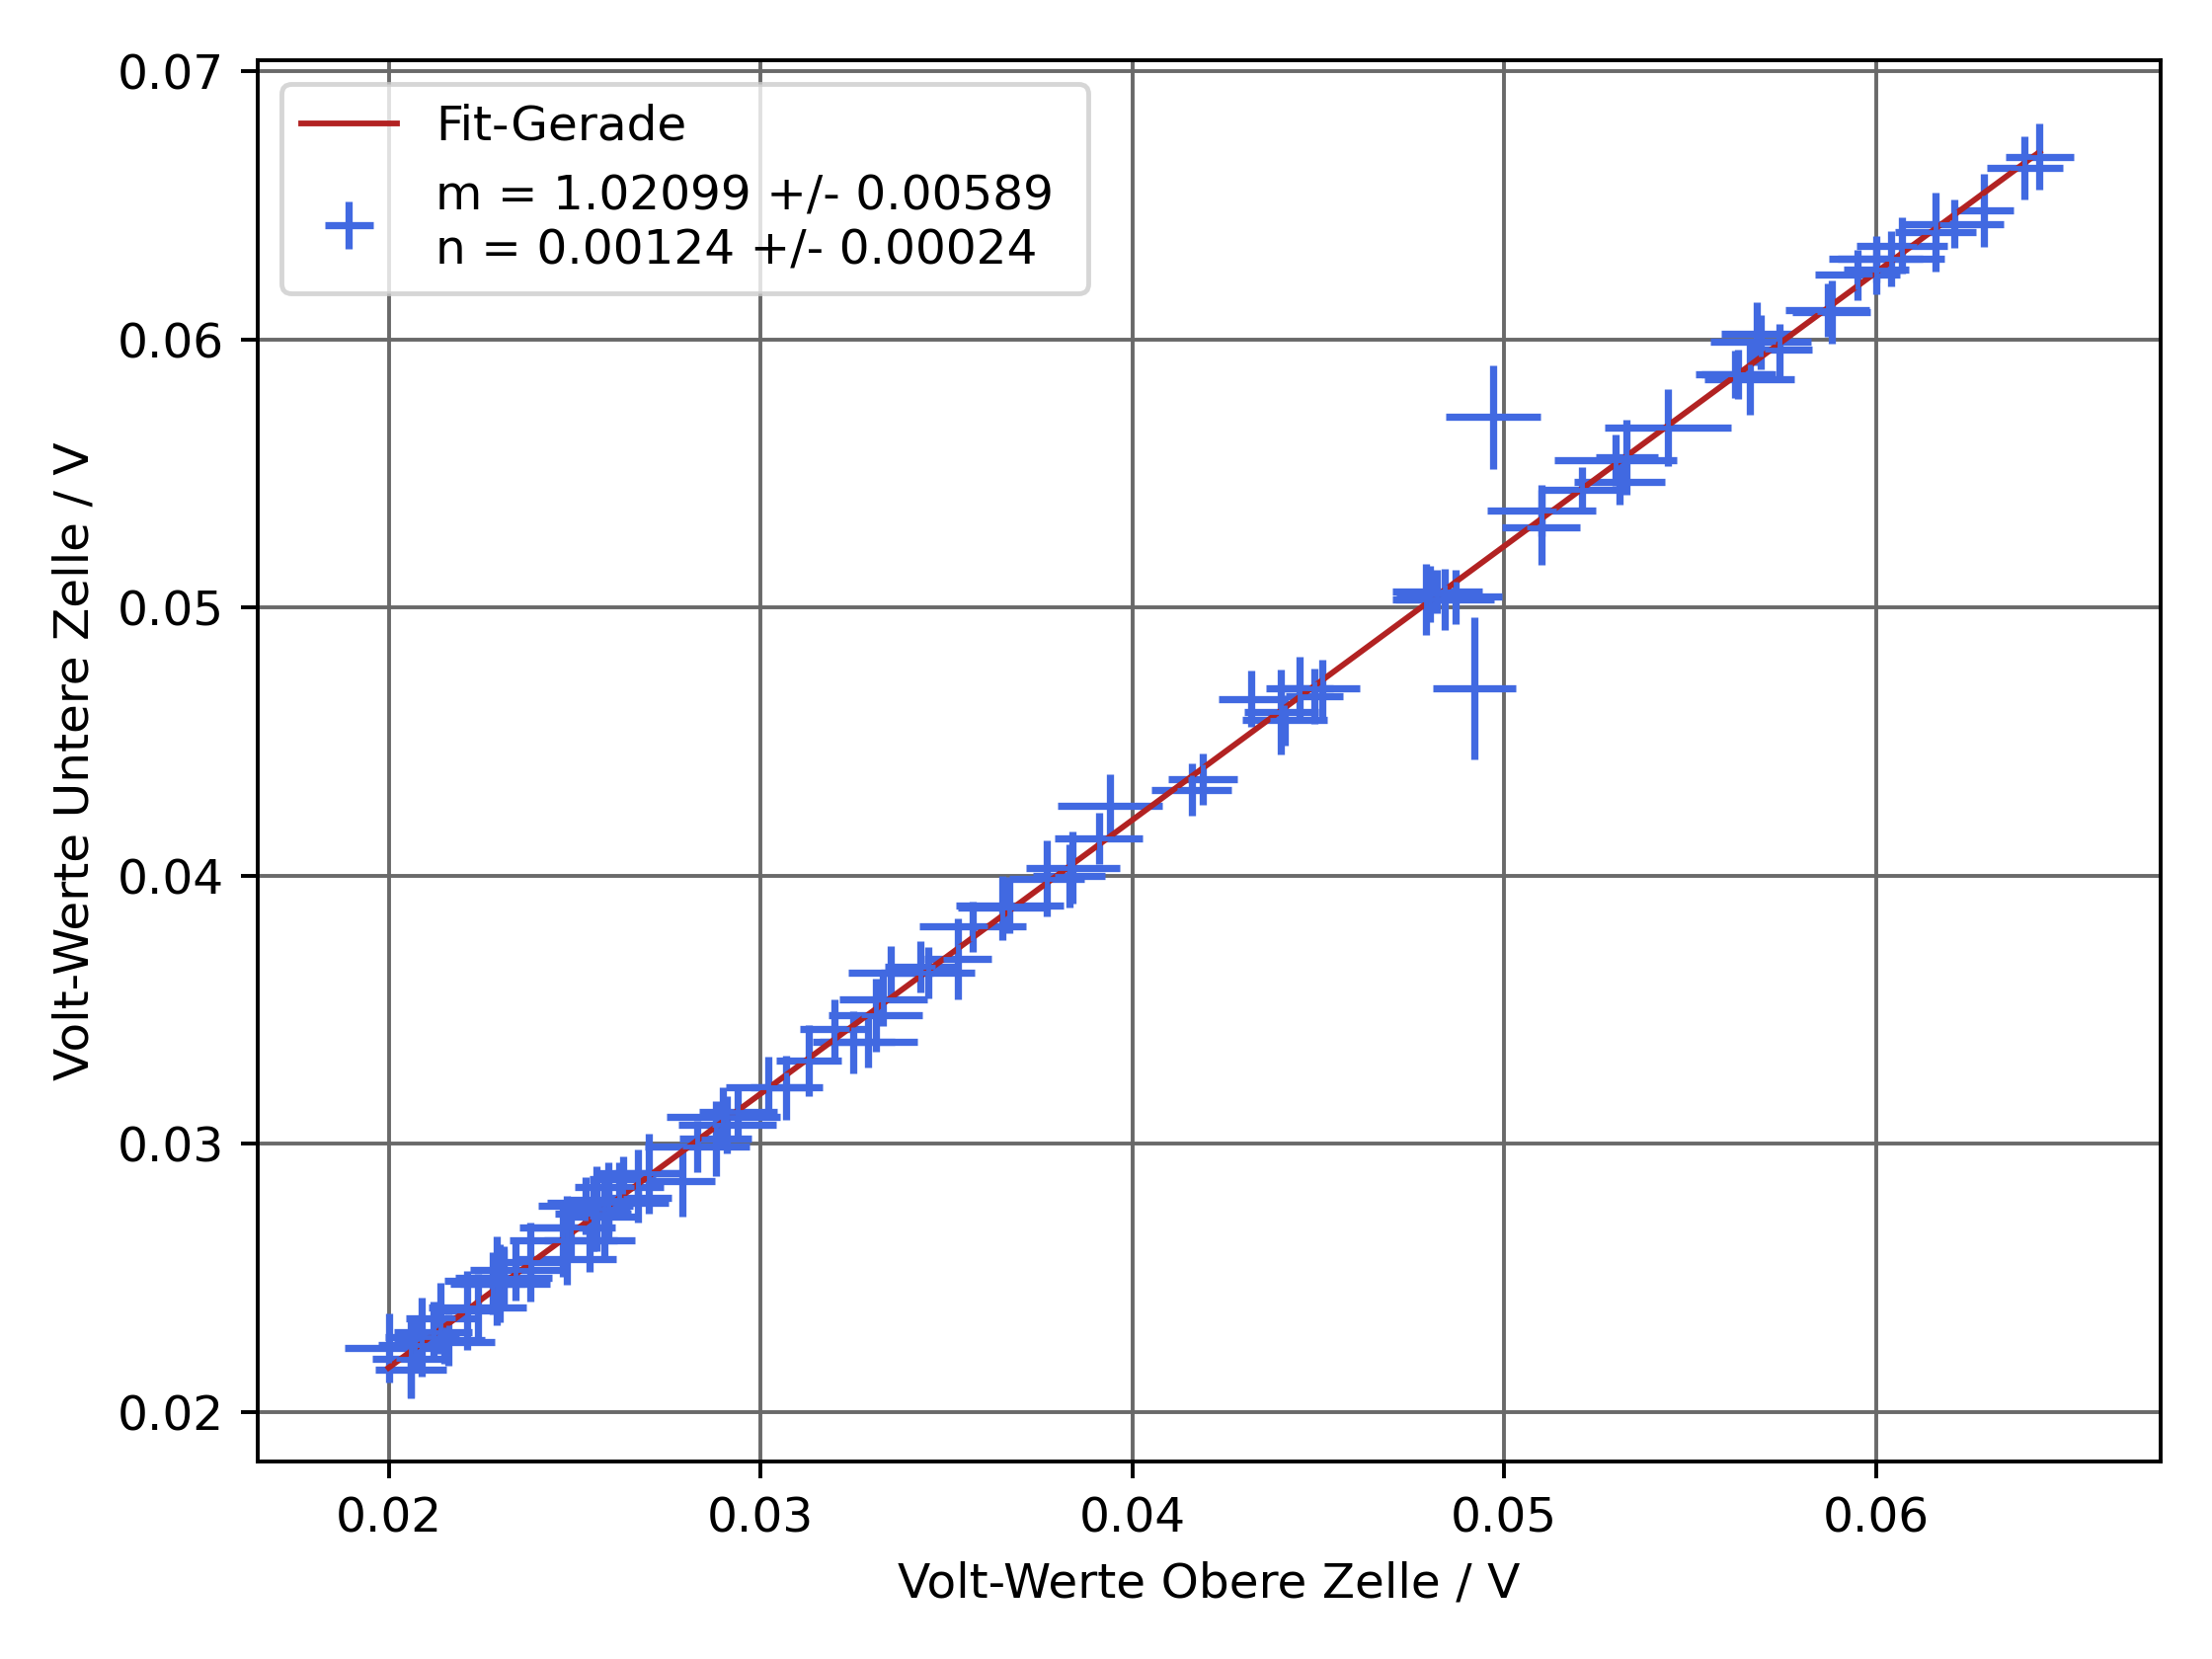 Fit-Gerade
m = 1.02099 +/- 0.00589
n = 0.00124 +/- 0.00024
0.07
0.06
0.05
0.04
0.03
0.02
Volt-Werte Untere Zelle / V
0.02 0.03 0.04 0.05 0.06
Volt-Werte Obere Zelle / V